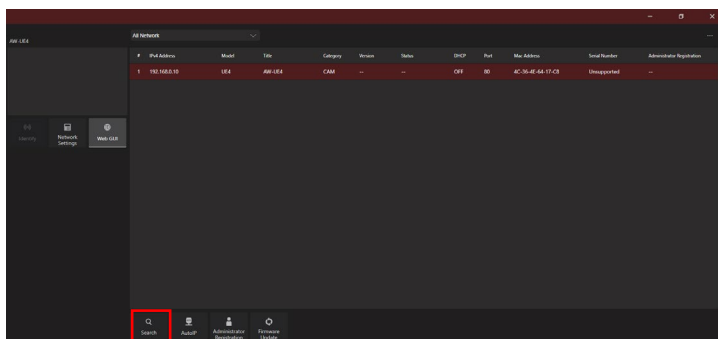 All Network
AW-UE4
# IPv4 Address Model Title Category Version Status DHCP Port Mac Address Serial Number Administrator Registration
1 192.168.0.10 UE4 AW-UE4 CAM — — OFF 80 4C-36-4E-64-17-C8 Unsupported —
Identify
Network
Settings
Web GUI
Search
AutoIP
Administrator
Registration
Firmware
Update